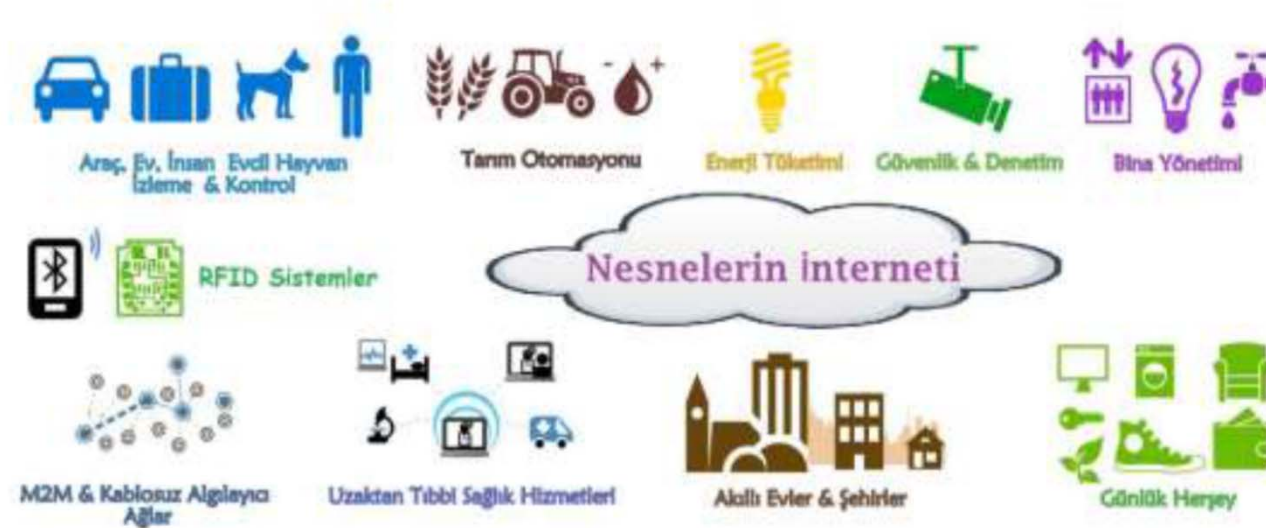 Araç, Ev, İnsan Evcil Hayvan
İzleme & Kontrol
Tarım Otomasyonu
Enerji Tüketimi
Güvenlik & Denetim
Bina Yönetimi
RFID Sistemler
Nesnelerin İnterneti
M2M & Kablosuz Algılayıcı
Ağlar
Uzaktan Tıbbi Sağlık Hizmetleri
Akıllı Evler & Şehirler
Günlük Herşey